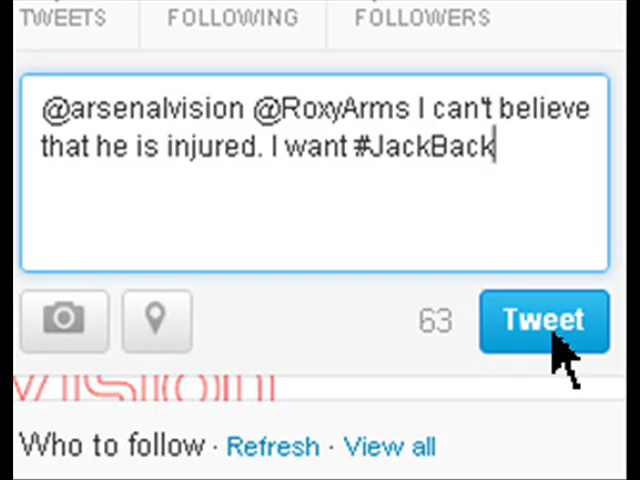 TWEETS FOLLOWING FOLLOWERS
@arsenalvision @RoxyArms I can't believe
that he is injured. I want #JackBack
63 Tweet
vision
Who to follow · Refresh · View all